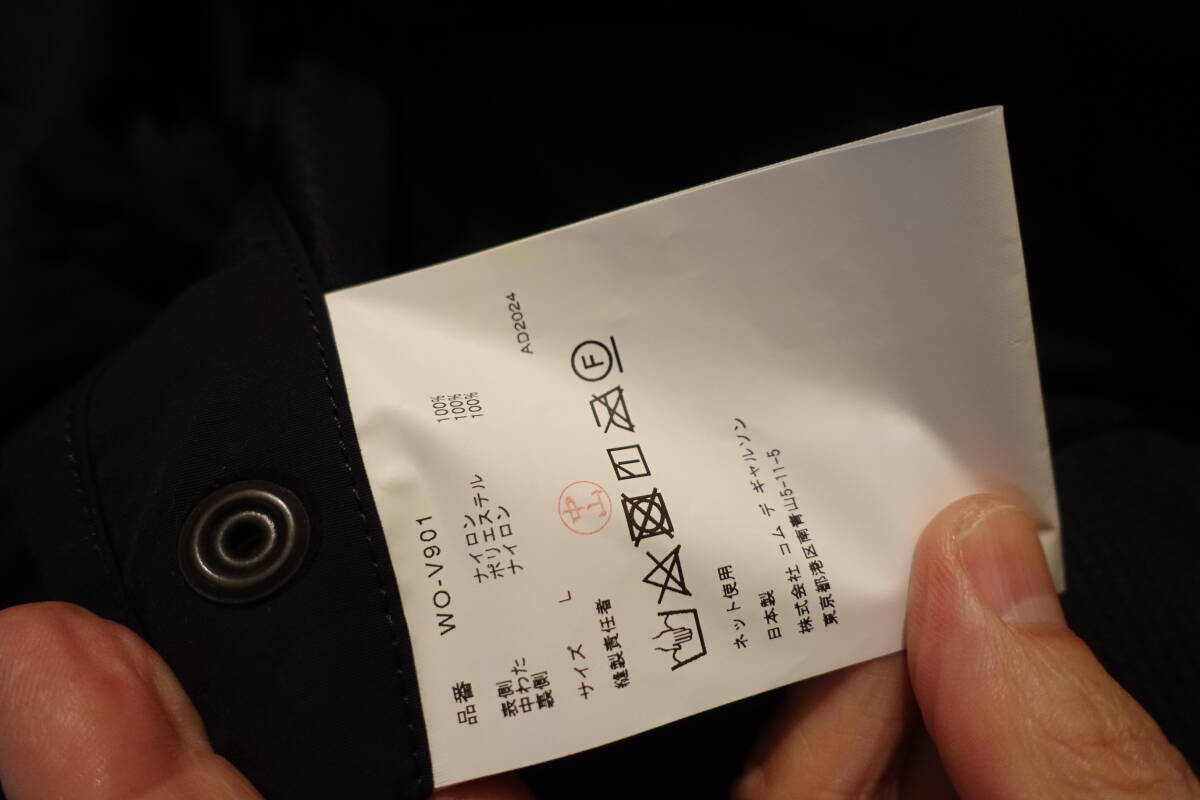 品番 WO-V901
表側 ナイロン 100%
中わた ポリエステル 100%
裏側 ナイロン 100%
AD2024
サイズ L
縫製責任者 中山
F
ネット使用
日本製
株式会社 コム デ ギャルソン
東京都港区南青山5-11-5